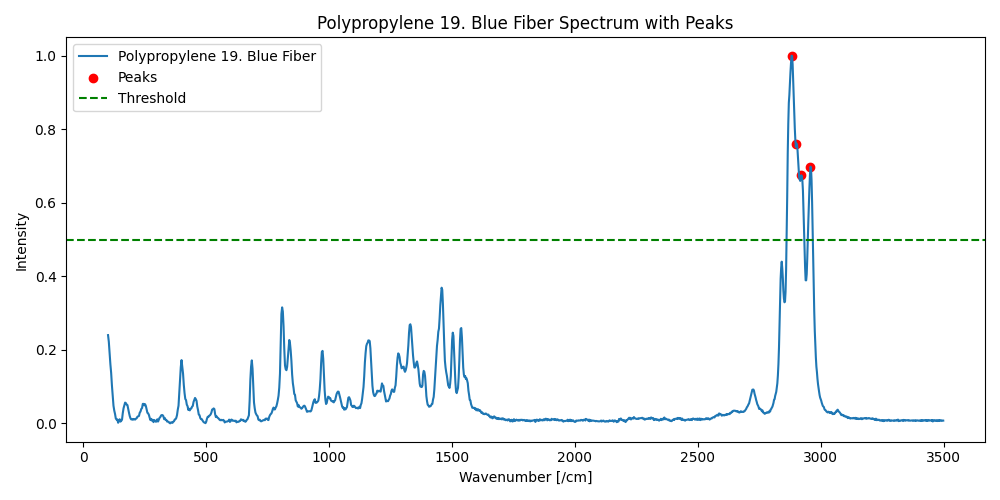 Polypropylene 19. Blue Fiber Spectrum with Peaks
Polypropylene 19. Blue Fiber
Peaks
Threshold
Intensity
1.0
0.8
0.6
0.4
0.2
0.0
0 500 1000 1500 2000 2500 3000 3500
Wavenumber [/cm]